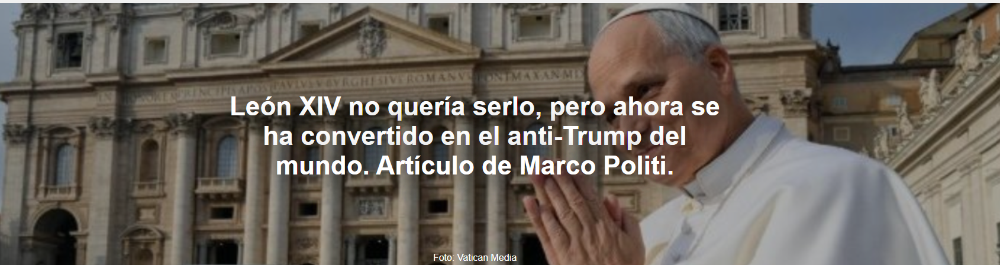 PAVLVS V BVRGHESIVS ROMANVS PONT MAX AN MD
IN HONOREM PRINCIPIS APOST
León XIV no quería serlo, pero ahora se
ha convertido en el anti-Trump del
mundo. Artículo de Marco Politi.
Foto: Vatican Media